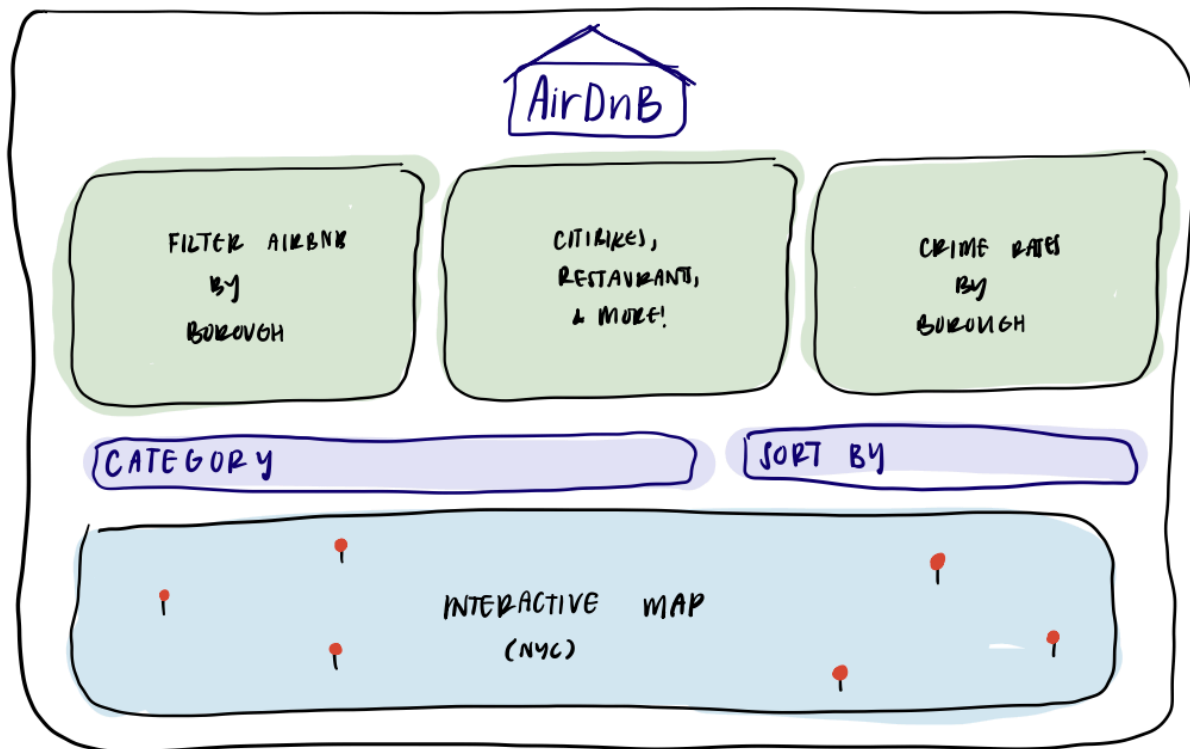 AirDnB
FILTER AIRBNB
BY
BOROUGH
CITIBIKES,
RESTAURANTS,
& MORE!
CRIME RATES
BY
BOROUGH
CATEGORY
SORT BY
INTERACTIVE MAP
(NYC)